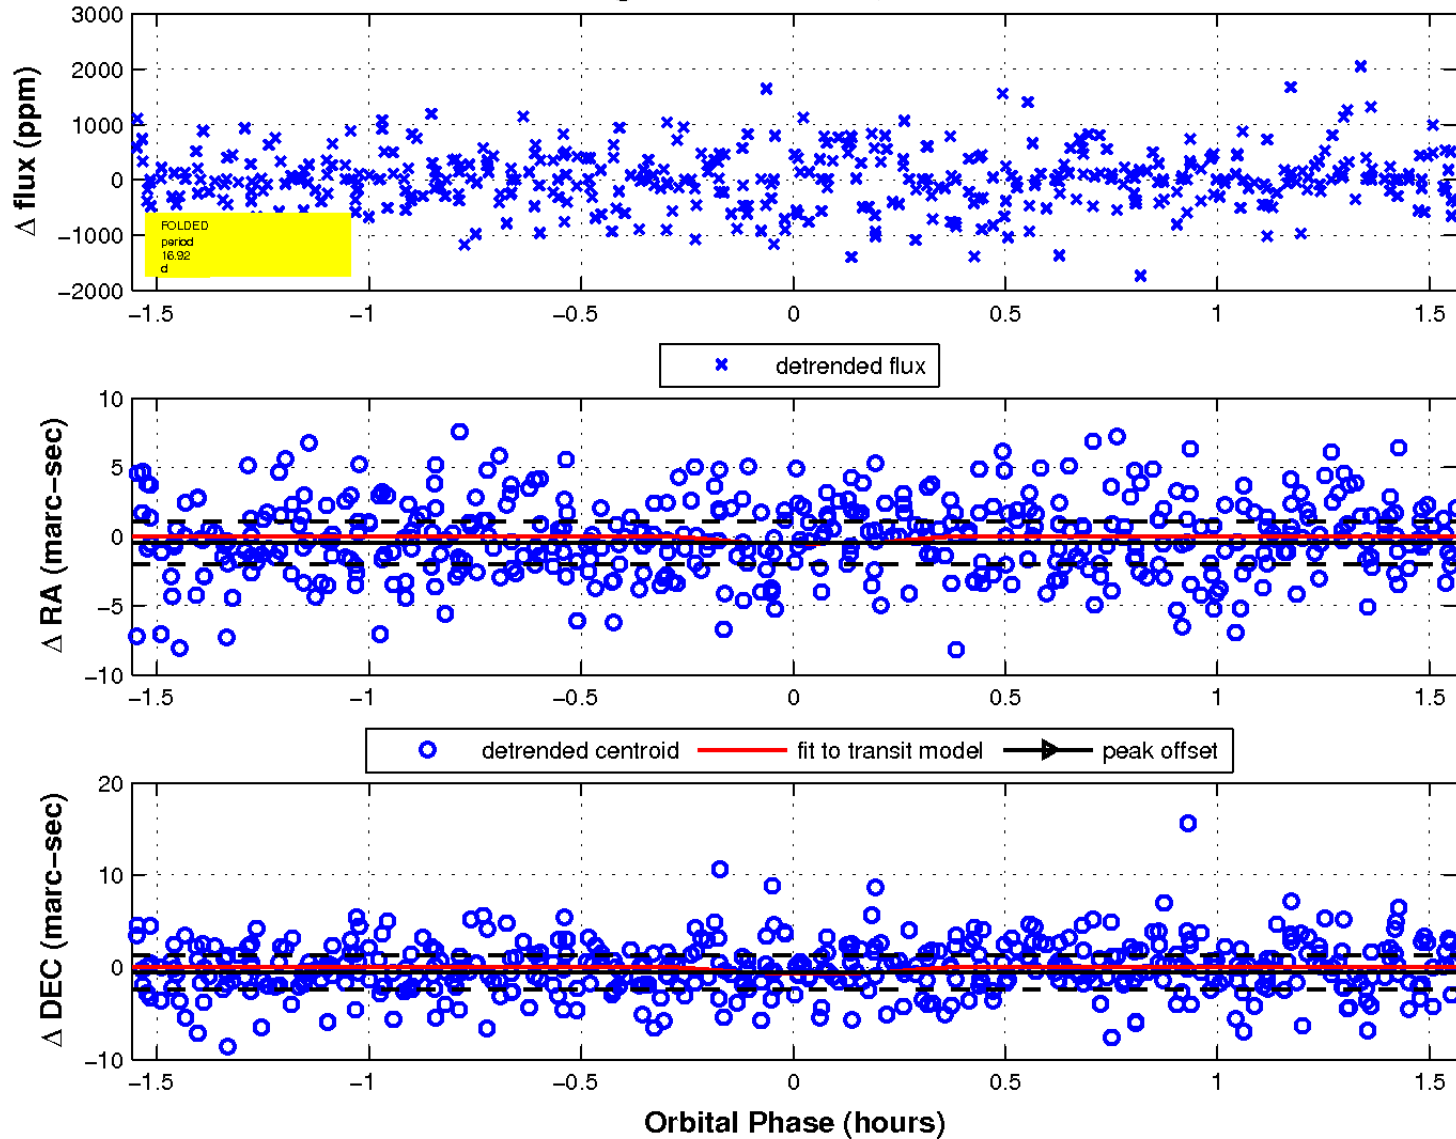 3000
2000
1000
0
−1000
−2000
Δ flux (ppm)
FOLDED
period
16.92
d
−1.5 −1 −0.5 0 0.5 1 1.5
detrended flux
10
5
0
−5
−10
Δ RA (marc−sec)
−1.5 −1 −0.5 0 0.5 1 1.5
detrended centroid fit to transit model peak offset
20
10
0
−10
Δ DEC (marc−sec)
−1.5 −1 −0.5 0 0.5 1 1.5
Orbital Phase (hours)